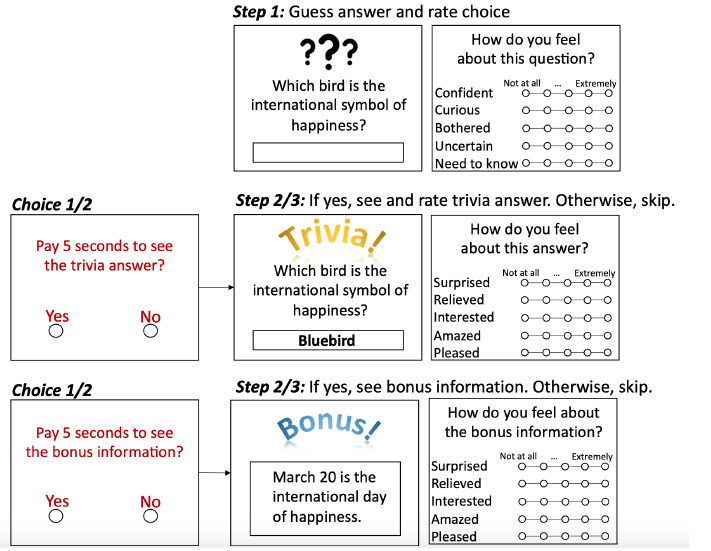 Step 1: Guess answer and rate choice
???
Which bird is the
international symbol of
happiness?
How do you feel
about this question?
Not at all ... Extremely
Confident
Curious
Bothered
Uncertain
Need to know
Choice 1/2
Pay 5 seconds to see
the trivia answer?
Yes No
Step 2/3: If yes, see and rate trivia answer. Otherwise, skip.
Trivia!
Which bird is the
international symbol of
happiness?
Bluebird
How do you feel
about this answer?
Not at all ... Extremely
Surprised
Relieved
Interested
Amazed
Pleased
Choice 1/2
Pay 5 seconds to see
the bonus information?
Yes No
Step 2/3: If yes, see bonus information. Otherwise, skip.
Bonus!
March 20 is the
international day
of happiness.
How do you feel about
the bonus information?
Not at all ... Extremely
Surprised
Relieved
Interested
Amazed
Pleased